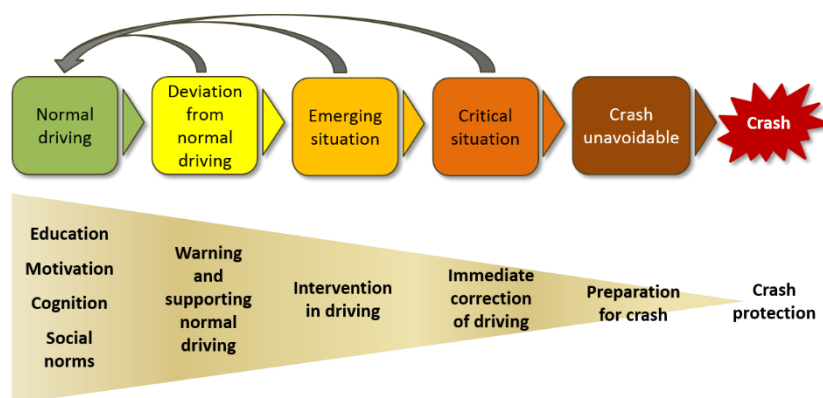 Normal
driving
Deviation
from
normal
driving
Emerging
situation
Critical
situation
Crash
unavoidable
Crash
Education
Motivation
Cognition
Social
norms
Warning
and
supporting
normal
driving
Intervention
in driving
Immediate
correction
of driving
Preparation
for crash
Crash
protection